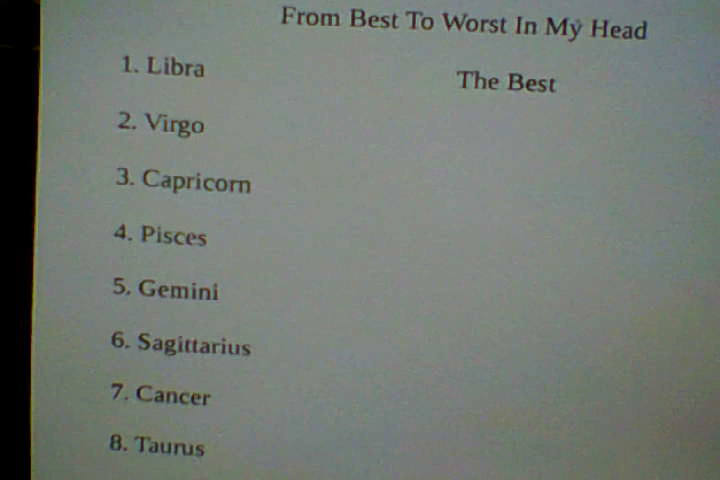 From Best To Worst In My Head
1. Libra
The Best
2. Virgo
3. Capricorn
4. Pisces
5. Gemini
6. Sagittarius
7. Cancer
8. Taurus